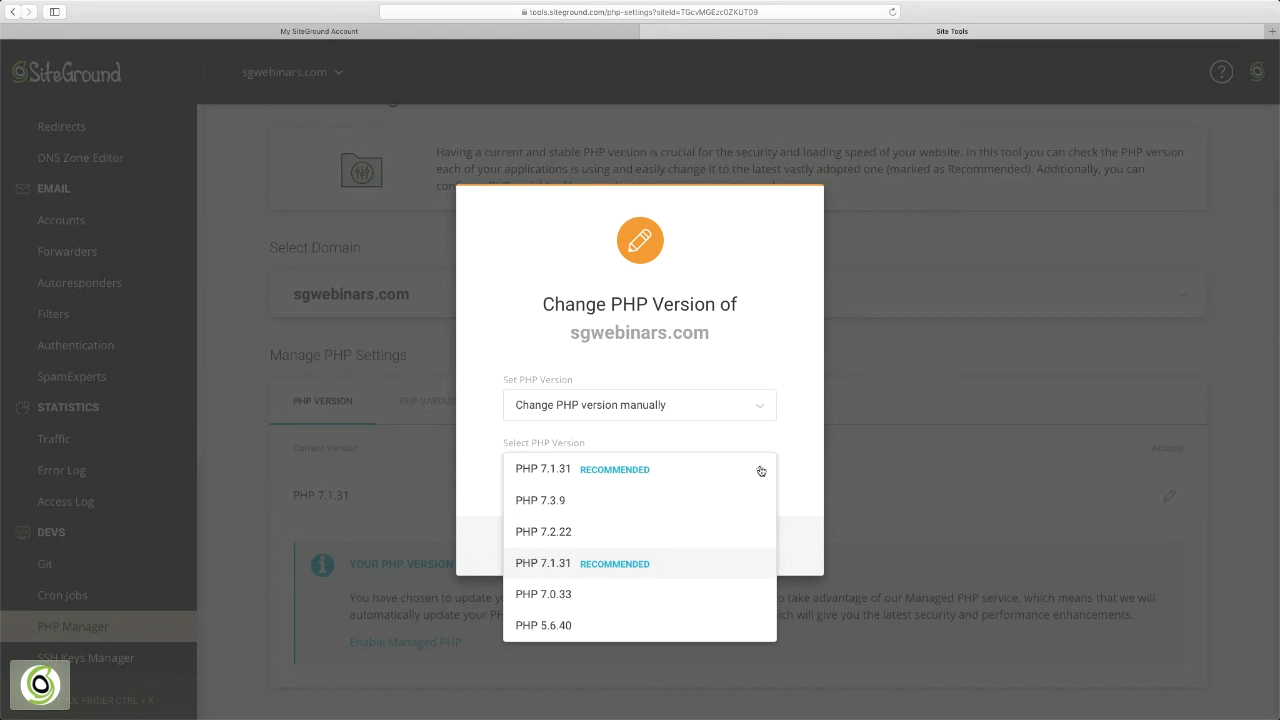 tools.siteground.com/php-settings?siteId=TGcvMGEzc0ZKUT09
My SiteGround Account
Site Tools
SiteGround
sgwebinars.com
?
Redirects
DNS Zone Editor
EMAIL
Accounts
Forwarders
Autoresponders
Filters
Authentication
SpamExperts
STATISTICS
Traffic
Error Log
Access Log
DEVS
Git
Cron Jobs
PHP Manager
SSH Keys Manager
TOOL FINDER CTRL + K
Having a current and stable PHP version is crucial for the security and loading speed of your website. In this tool you can check the PHP version
each of your applications is using and easily change it to the latest vastly adopted one (marked as Recommended). Additionally, you can
Select Domain
sgwebinars.com
Manage PHP Settings
PHP VERSION
Current Version
Actions
PHP 7.1.31
YOUR PHP VERSION
You have chosen to update yo
to take advantage of our Managed PHP service, which means that we will
automatically update your PH
which will give you the latest security and performance enhancements.
Enable Managed PHP
Change PHP Version of
sgwebinars.com
Set PHP Version
Change PHP version manually
Select PHP Version
PHP 7.1.31 RECOMMENDED
PHP 7.3.9
PHP 7.2.22
PHP 7.1.31 RECOMMENDED
PHP 7.0.33
PHP 5.6.40